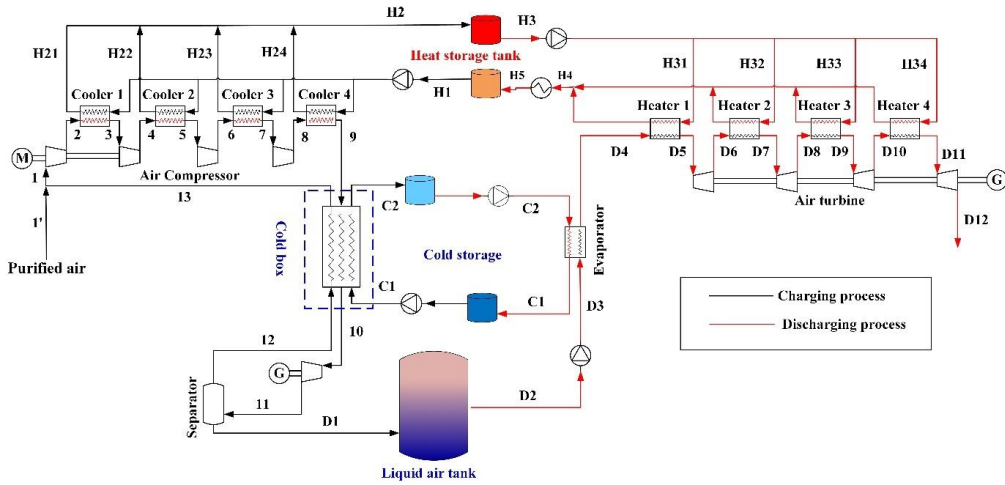 H2
H3
H21
H22
H23
H24
Heat storage tank
H31
H32
H33
H34
H1
H5
H4
Cooler 1
Cooler 2
Cooler 3
Cooler 4
Heater 1
Heater 2
Heater 3
Heater 4
2
3
4
5
6
7
8
9
D4
D5
D6
D7
D8
D9
D10
D11
M
G
1
Air Compressor
Air turbine
13
C2
C2
D12
1'
Cold box
Cold storage
Evaporator
Purified air
C1
C1
D3
Charging process
Discharging process
10
12
G
Separator
11
D1
D2
Liquid air tank